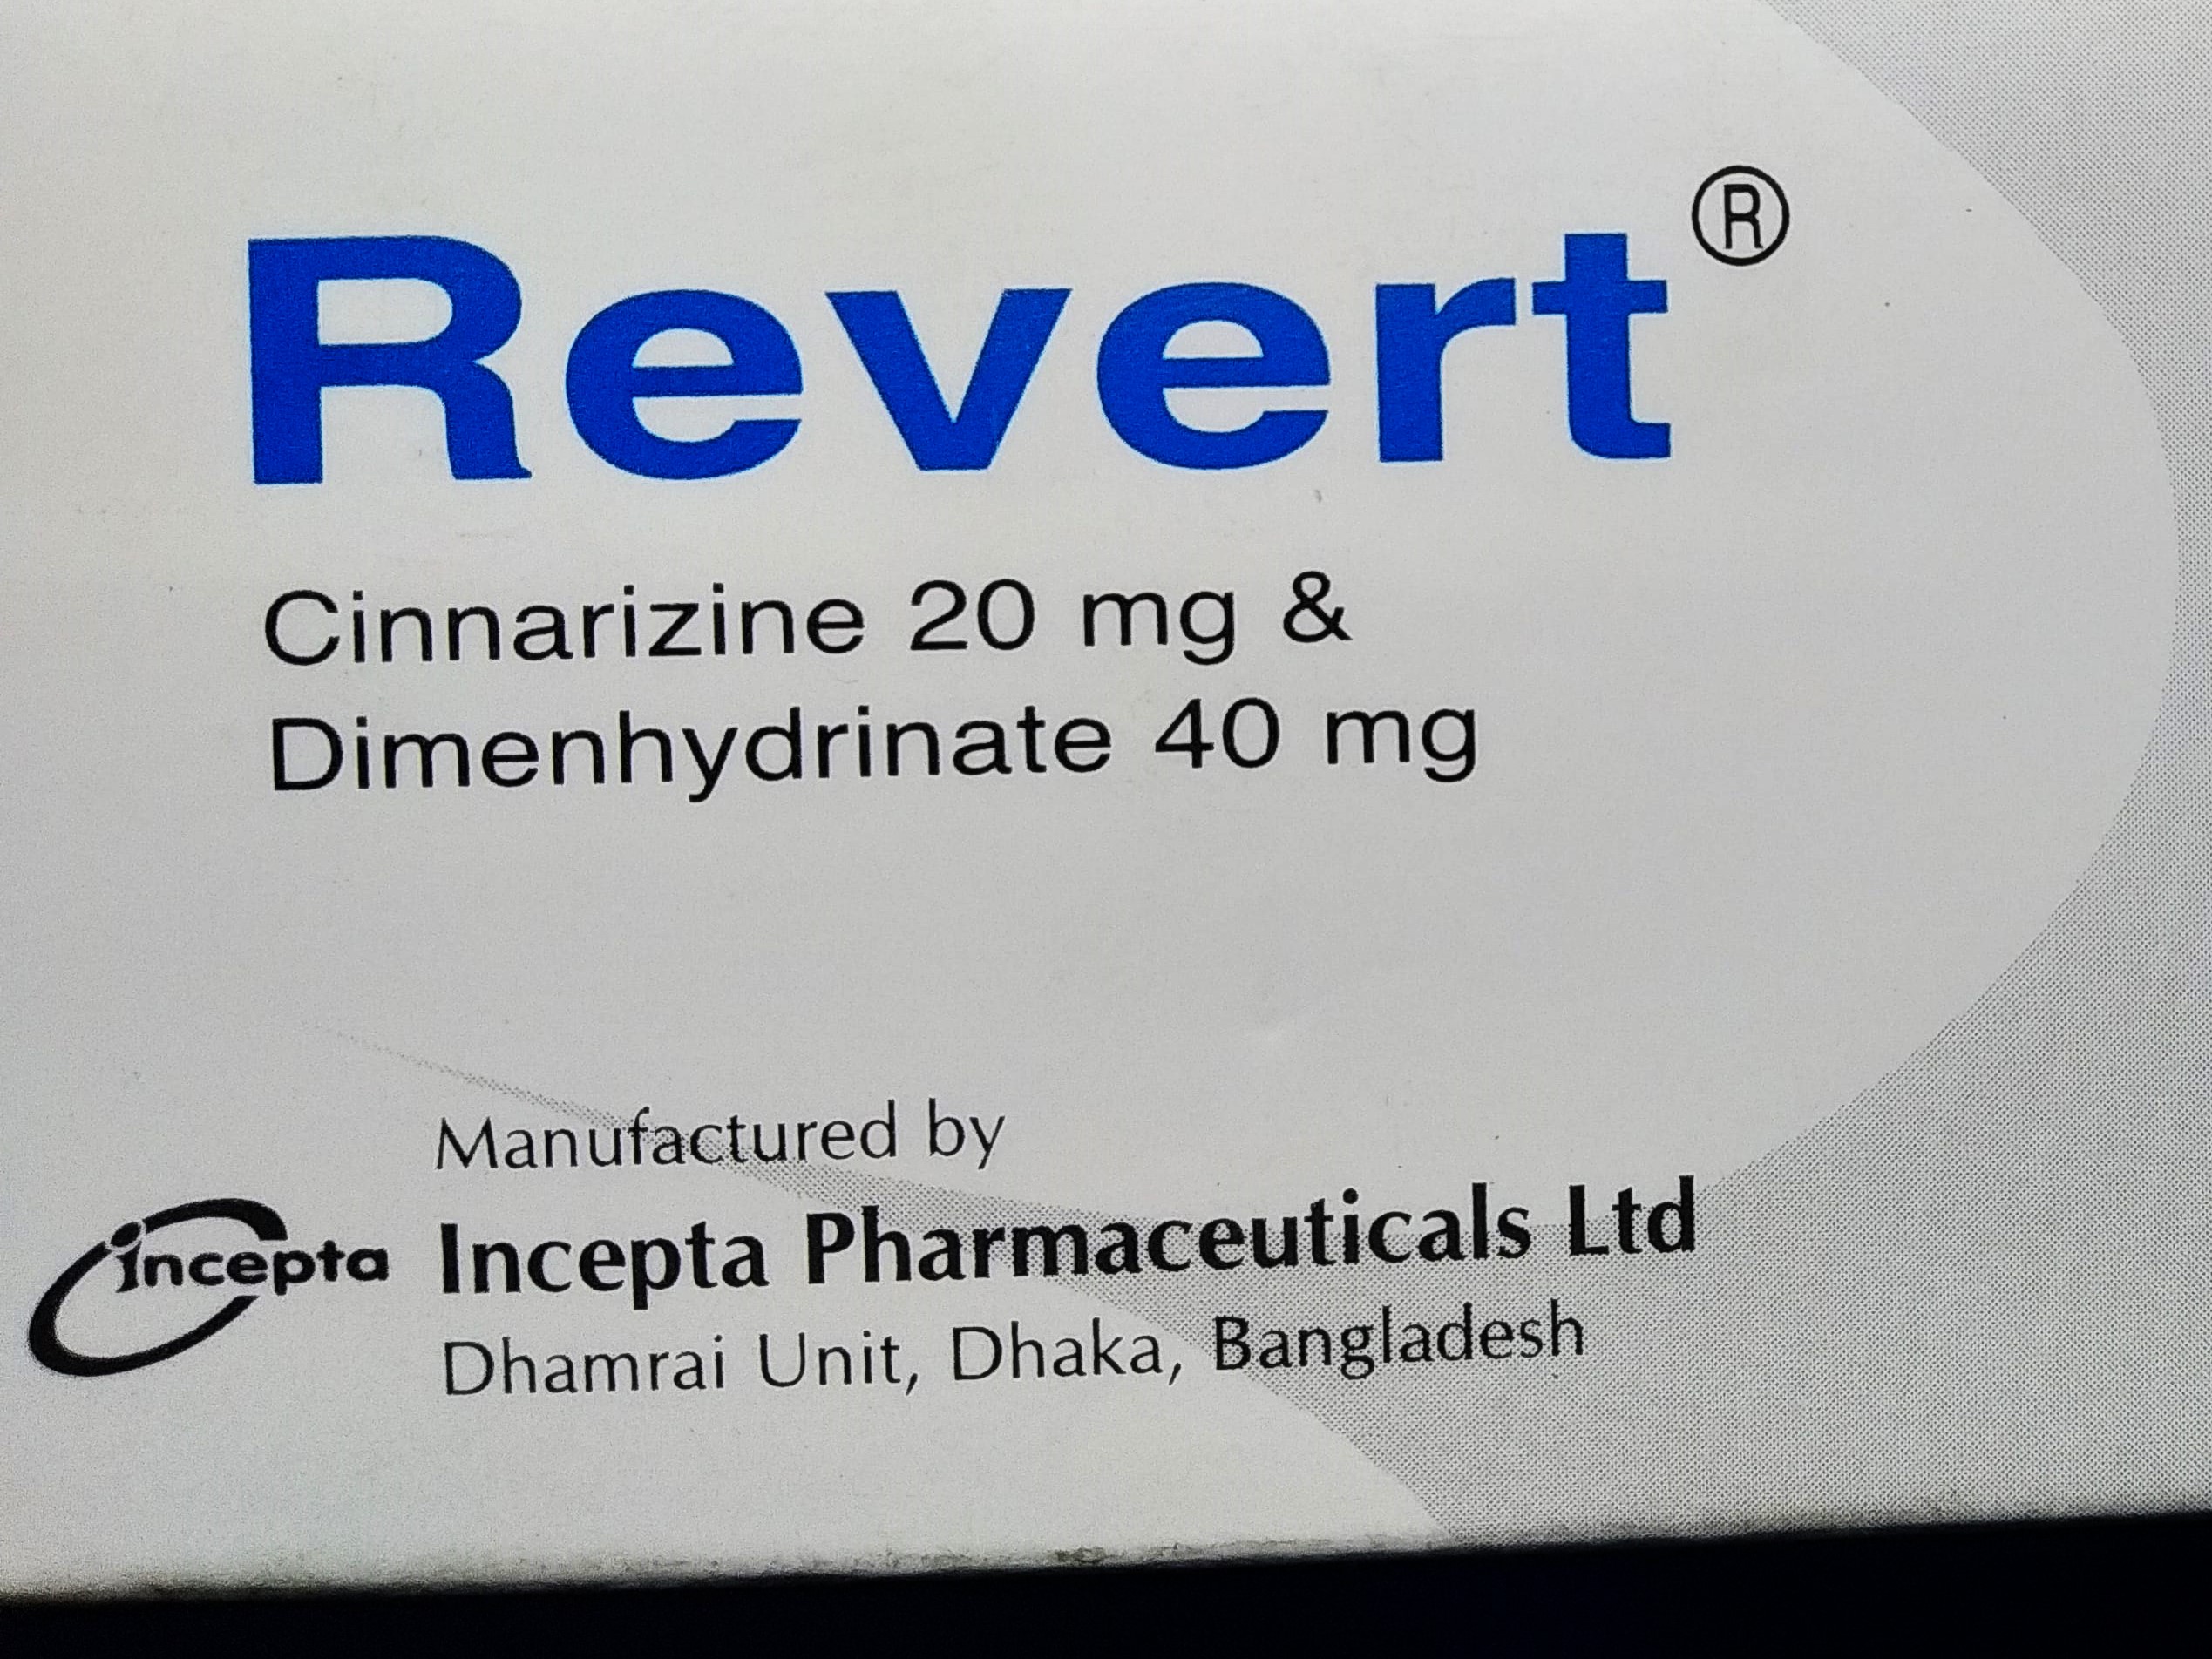 Revert®
Cinnarizine 20 mg &
Dimenhydrinate 40 mg
Manufactured by
incepta
Incepta Pharmaceuticals Ltd
Dhamrai Unit, Dhaka, Bangladesh